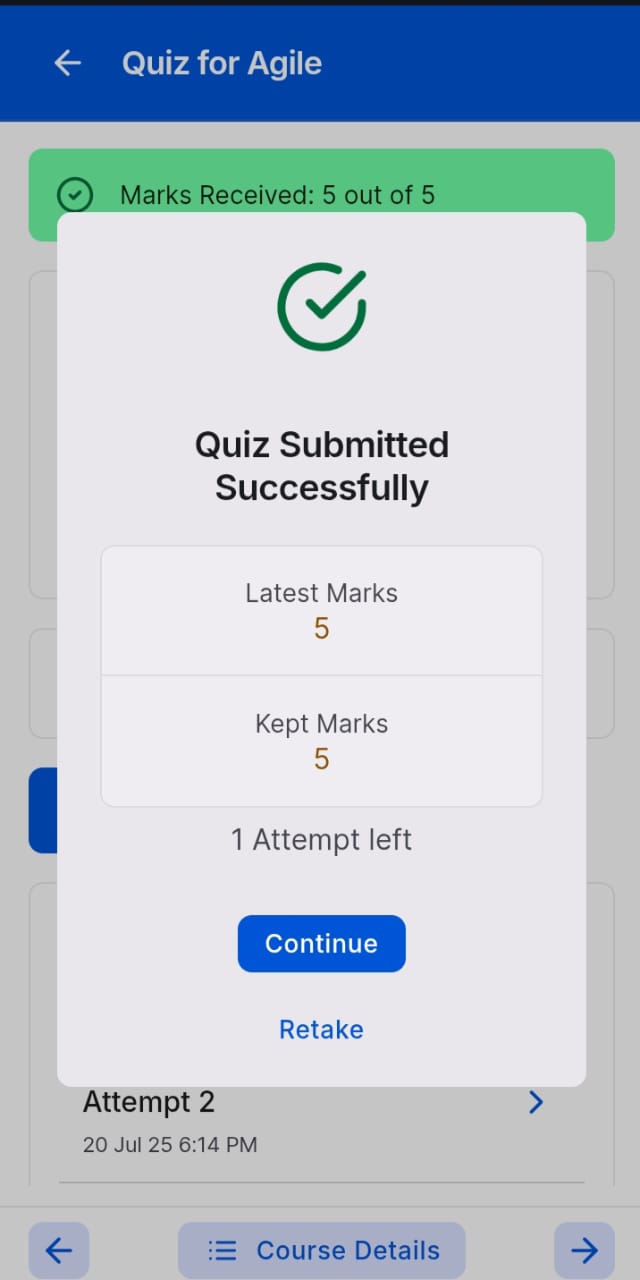 Quiz for Agile
Marks Received: 5 out of 5
Quiz Submitted
Successfully
Latest Marks
5
Kept Marks
5
1 Attempt left
Continue
Retake
Attempt 2
20 Jul 25 6:14 PM
Course Details